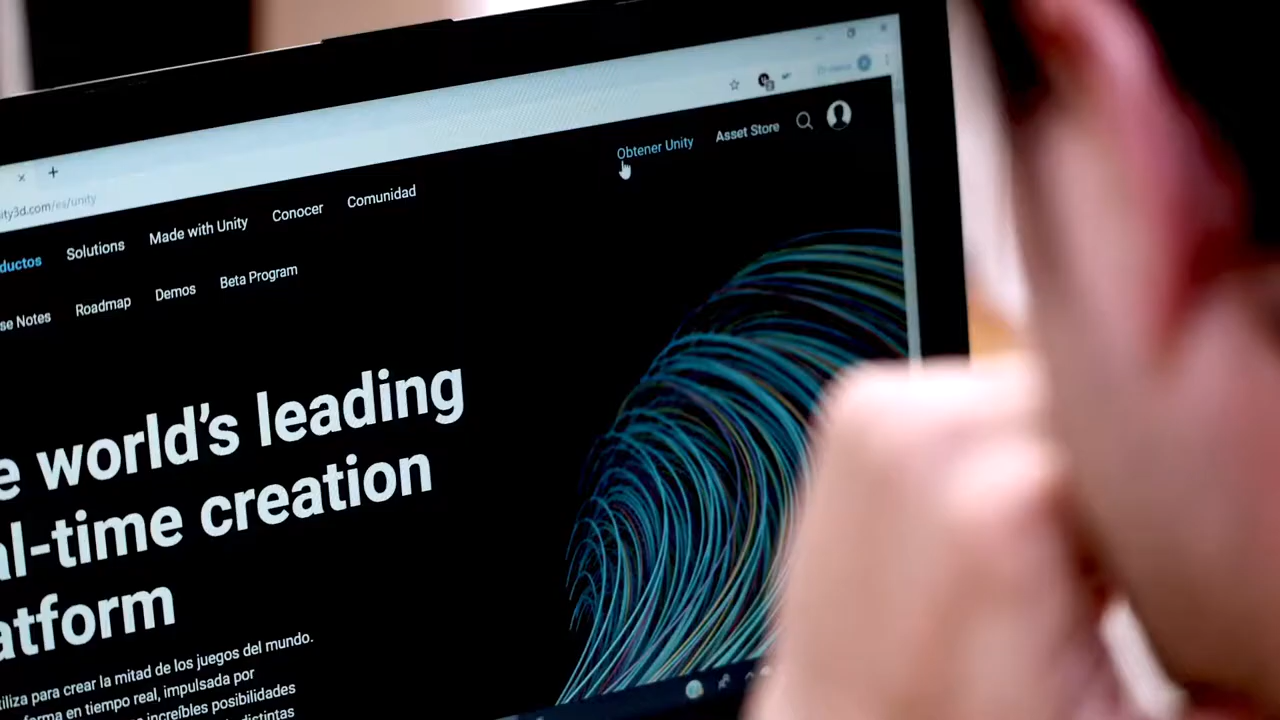 ity3d.com/es/unity
Obtener Unity
Asset Store
ductos
Solutions
Made with Unity
Conocer
Comunidad
se Notes
Roadmap
Demos
Beta Program
e world's leading
al-time creation
atform
tiliza para crear la mitad de los juegos del mundo.
forma en tiempo real, impulsada por
increíbles posibilidades
distintas